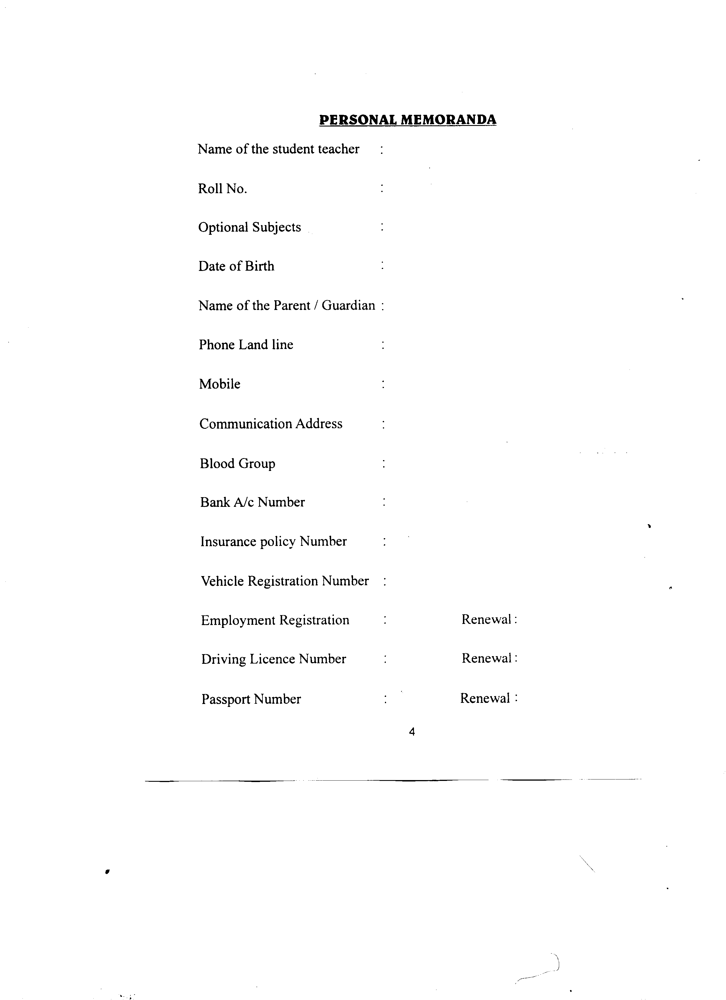 PERSONAL MEMORANDA
Name of the student teacher :
Roll No. :
Optional Subjects :
Date of Birth :
Name of the Parent / Guardian :
Phone Land line :
Mobile :
Communication Address :
Blood Group :
Bank A/c Number :
Insurance policy Number :
Vehicle Registration Number :
Employment Registration : Renewal :
Driving Licence Number : Renewal :
Passport Number : Renewal :
4